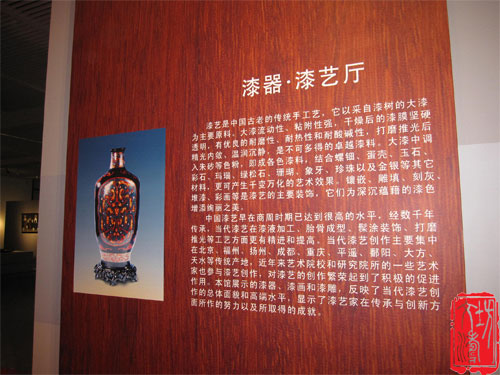 漆器·漆艺厅
漆艺是中国古老的传统手工艺，它以采自漆树的大漆
为主要原料。大漆流动性、粘附性强，干燥后的漆膜坚硬
透明，有优良的耐磨性、耐热性和耐酸碱性，打磨推光后
精光内敛、温润沉静，是不可多得的卓越漆料。大漆中调
入朱砂等色粉，即成各色漆料，结合螺钿、蛋壳、玉石、
彩石、玛瑙、绿松石、珊瑚、象牙、珍珠以及金银等其它
材料，更可产生千变万化的艺术效果。镶嵌、雕填、刻灰、
堆漆、彩画等是漆艺的主要装饰，它们为深沉蕴藉的漆色
增添绚丽之美。
中国漆艺早在商周时期已达到很高的水平，经数千年
传承，当代漆艺在漆液加工、胎骨成型、髹涂装饰、打磨
推光等工艺方面更有精进和提高。当代漆艺创作主要集中
在北京、福州、扬州、成都、重庆、平遥、鄱阳、大方、
天水等传统产地，近年来艺术院校和研究院所的一些艺术
家也参与漆艺创作，对漆艺的创作繁荣起到了积极的促进
作用。本馆展示的漆器、漆画和漆雕，反映了当代漆艺创
作的总体面貌和高端水平，显示了漆艺家在传承与创新方
面所作的努力以及所取得的成就。